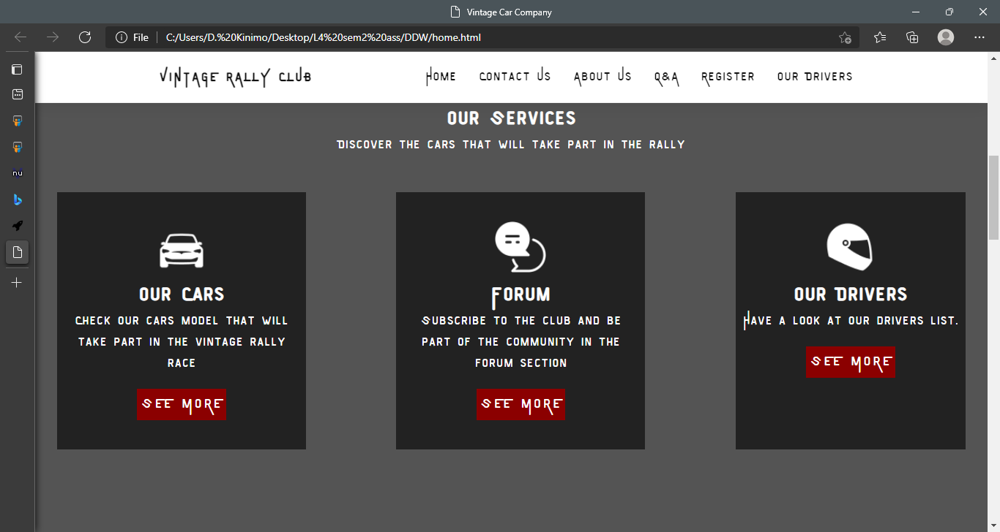 Vintage Car Company
File
C:/Users/D.%20Kinimo/Desktop/L4%20sem2%20ass/DDW/home.html
VINTAGE RALLY CLUB
Home Contact Us About Us Q&A Register Our Drivers
nu
Our Services
Discover the cars that will take part in the rally
Our Cars
Check our cars model that will
take part in the vintage rally
race
SEE MORE
Forum
Subscribe to the club and be
part of the community in the
forum section
SEE MORE
Our Drivers
Have a look at our drivers list.
SEE MORE